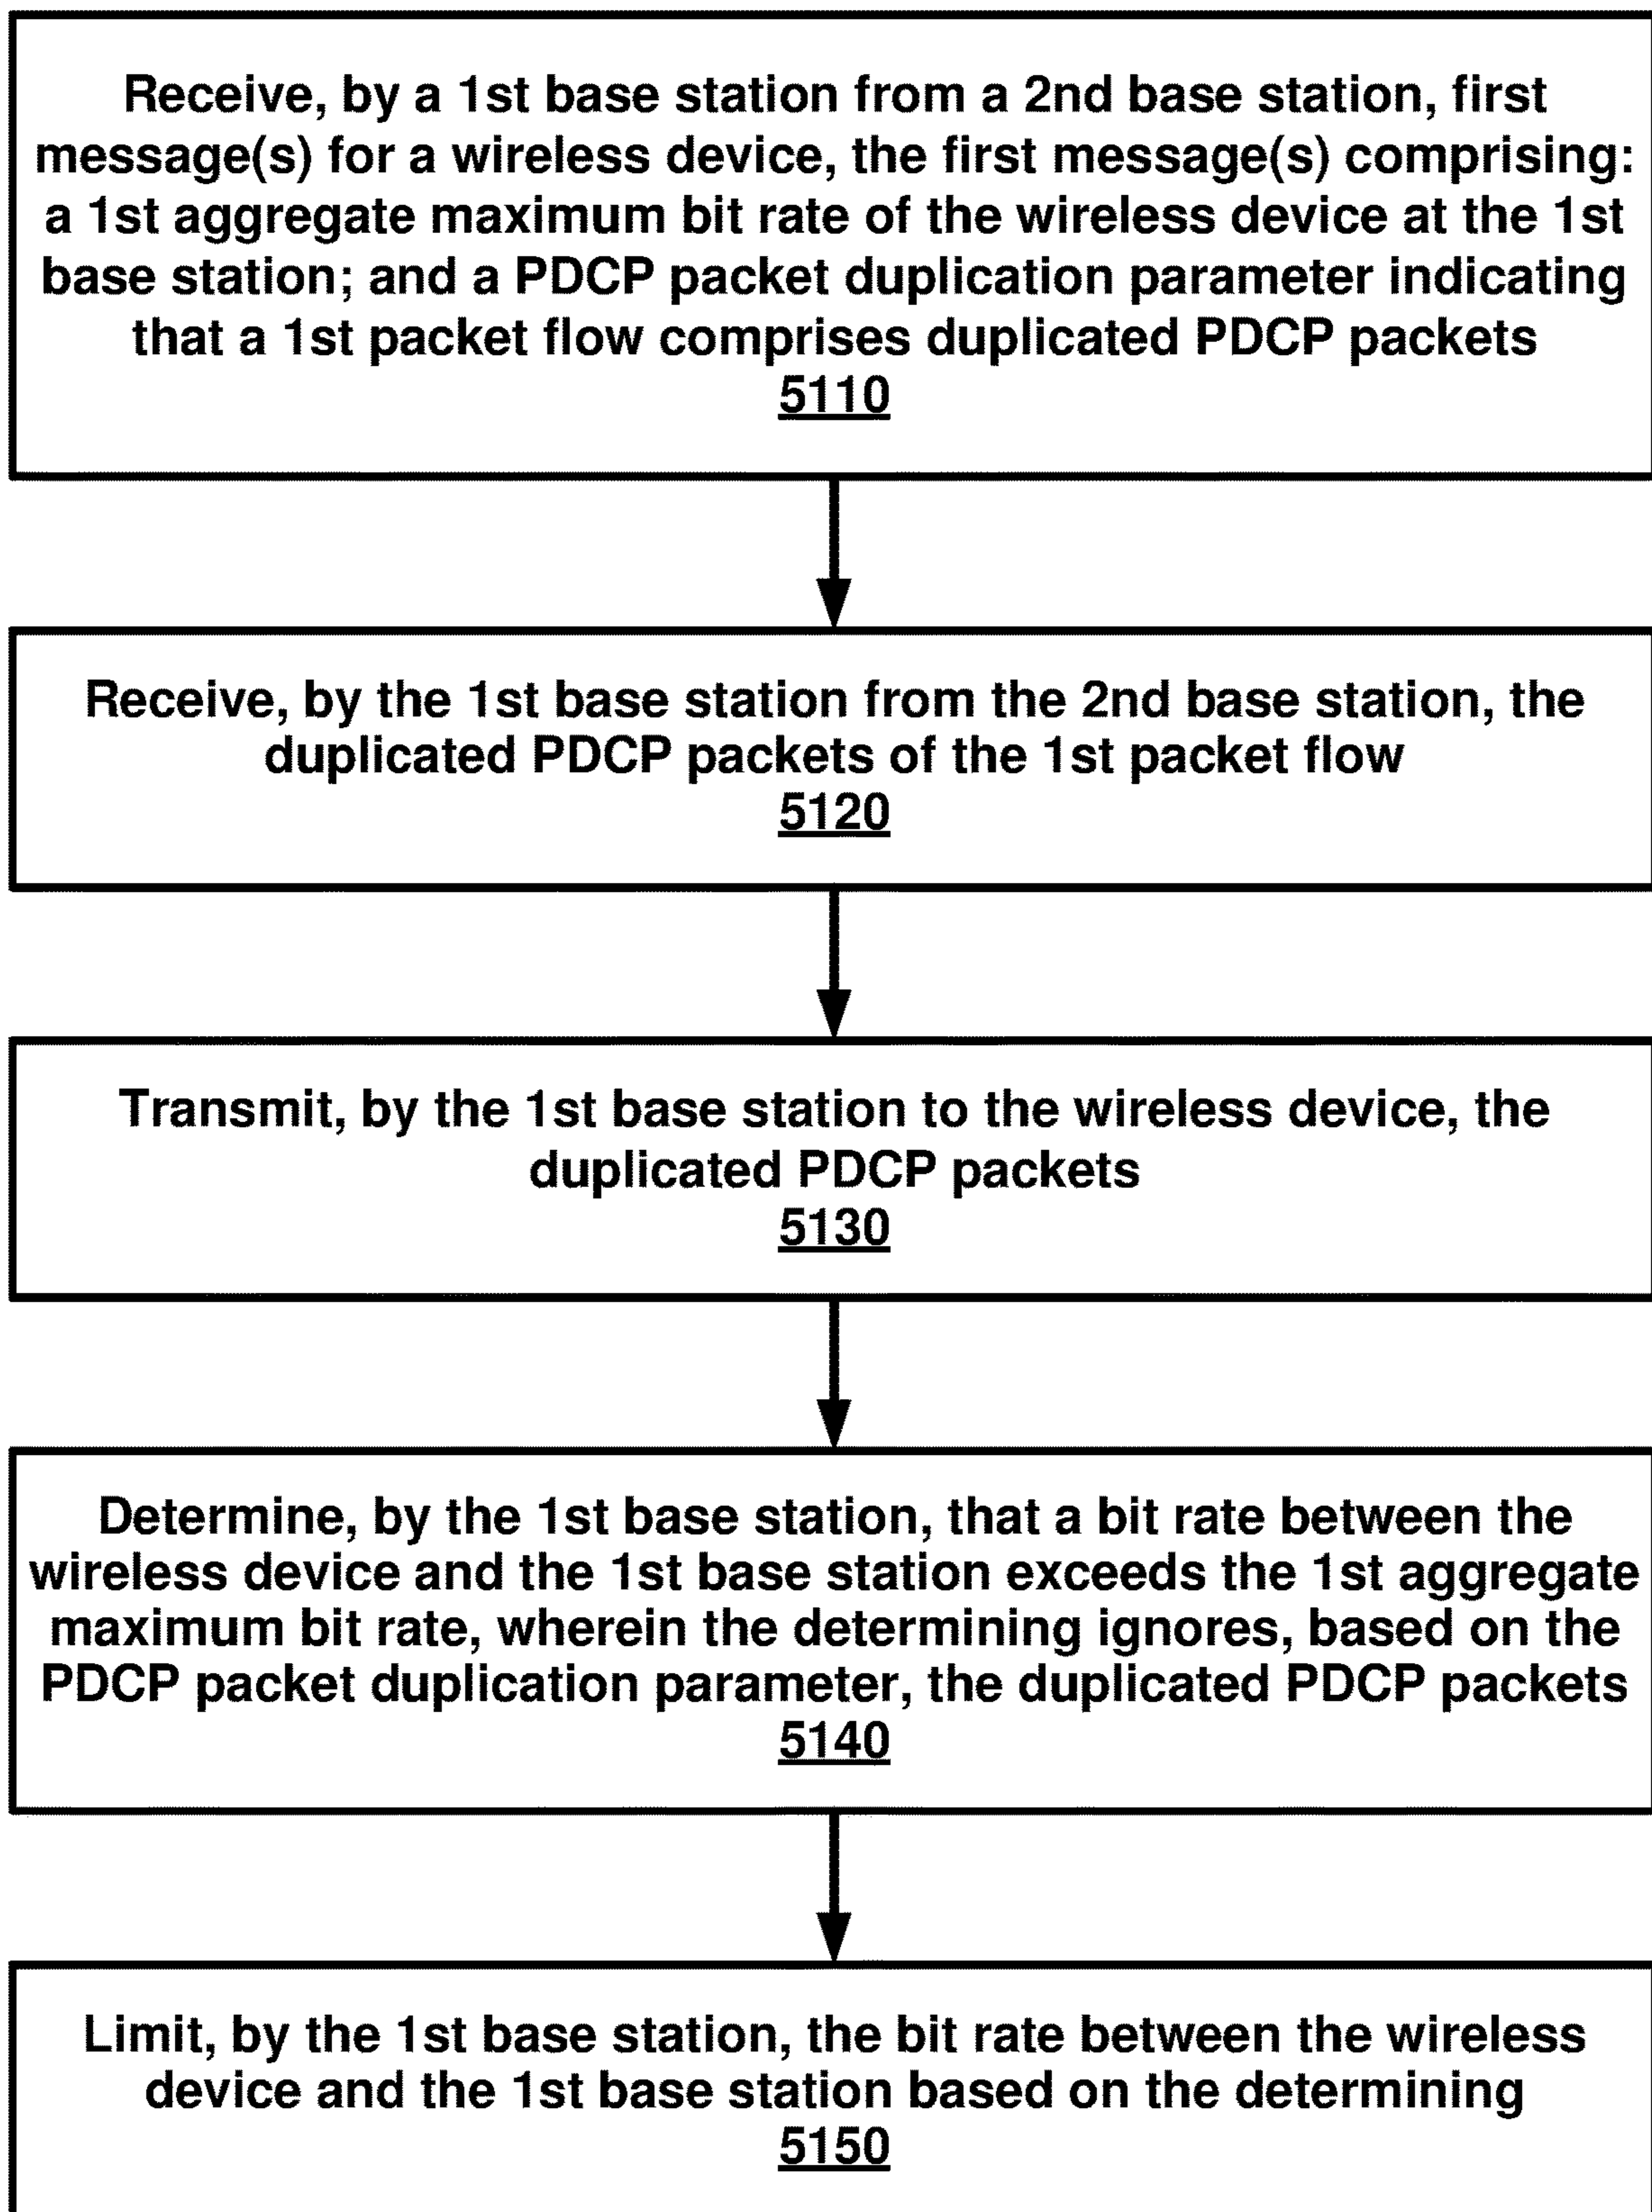 Receive, by a 1st base station from a 2nd base station, first
message(s) for a wireless device, the first message(s) comprising:
a 1st aggregate maximum bit rate of the wireless device at the 1st
base station; and a PDCP packet duplication parameter indicating
that a 1st packet flow comprises duplicated PDCP packets
5110
Receive, by the 1st base station from the 2nd base station, the
duplicated PDCP packets of the 1st packet flow
5120
Transmit, by the 1st base station to the wireless device, the
duplicated PDCP packets
5130
Determine, by the 1st base station, that a bit rate between the
wireless device and the 1st base station exceeds the 1st aggregate
maximum bit rate, wherein the determining ignores, based on the
PDCP packet duplication parameter, the duplicated PDCP packets
5140
Limit, by the 1st base station, the bit rate between the wireless
device and the 1st base station based on the determining
5150